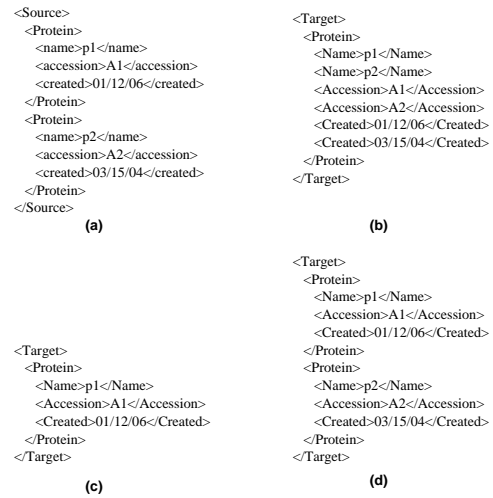 <Source>
<Protein>
<name>p1</name>
<accession>A1</accession>
<created>01/12/06</created>
</Protein>
<Protein>
<name>p2</name>
<accession>A2</accession>
<created>03/15/04</created>
</Protein>
</Source>
(a)
<Target>
<Protein>
<Name>p1</Name>
<Name>p2</Name>
<Accession>A1</Accession>
<Accession>A2</Accession>
<Created>01/12/06</Created>
<Created>03/15/04</Created>
</Protein>
</Target>
(b)
<Target>
<Protein>
<Name>p1</Name>
<Accession>A1</Accession>
<Created>01/12/06</Created>
</Protein>
</Target>
(c)
<Target>
<Protein>
<Name>p1</Name>
<Accession>A1</Accession>
<Created>01/12/06</Created>
</Protein>
<Protein>
<Name>p2</Name>
<Accession>A2</Accession>
<Created>03/15/04</Created>
</Protein>
</Target>
(d)